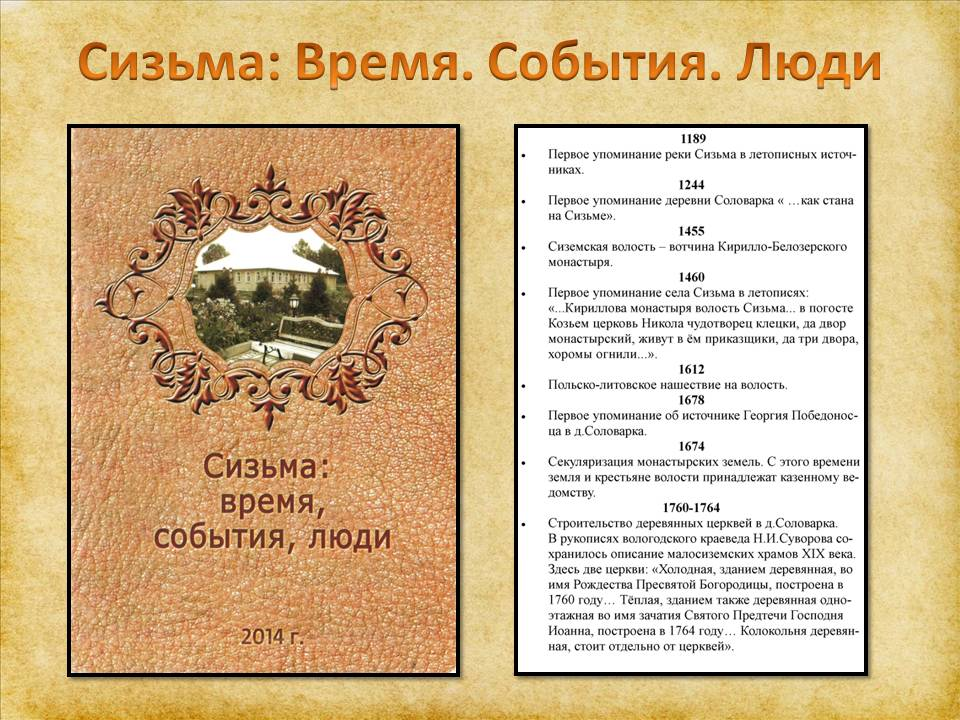 Сизьма: Время. События. Люди
Сизьма:
время,
события, люди
2014 г.
1189
• Первое упоминание реки Сизьма в летописных источ-
никах.
1244
• Первое упоминание деревни Соловарка « …как стана
на Сизьме».
1455
• Сиземская волость – вотчина Кирилло-Белозерского
монастыря.
1460
• Первое упоминание села Сизьма в летописях:
«...Кириллова монастыря волость Сизьма... в погосте
Козьем церковь Никола чудотворец клецки, да двор
монастырский, живут в ём приказщики, да три двора,
хоромы огнили...».
1612
• Польско-литовское нашествие на волость.
1678
• Первое упоминание об источнике Георгия Победонос-
ца в д.Соловарка.
1674
• Секуляризация монастырских земель. С этого времени
земля и крестьяне волости принадлежат казенному ве-
домству.
1760-1764
• Строительство деревянных церквей в д.Соловарка.
В рукописях вологодского краеведа Н.И.Суворова со-
хранилось описание малосиземских храмов XIX века.
Здесь две церкви: «Холодная, зданием деревянная, во
имя Рождества Пресвятой Богородицы, построена в
1760 году… Тёплая, зданием также деревянная одно-
этажная во имя зачатия Святого Предтечи Господня
Иоанна, построена в 1764 году… Колокольня деревян-
ная, стоит отдельно от церквей».